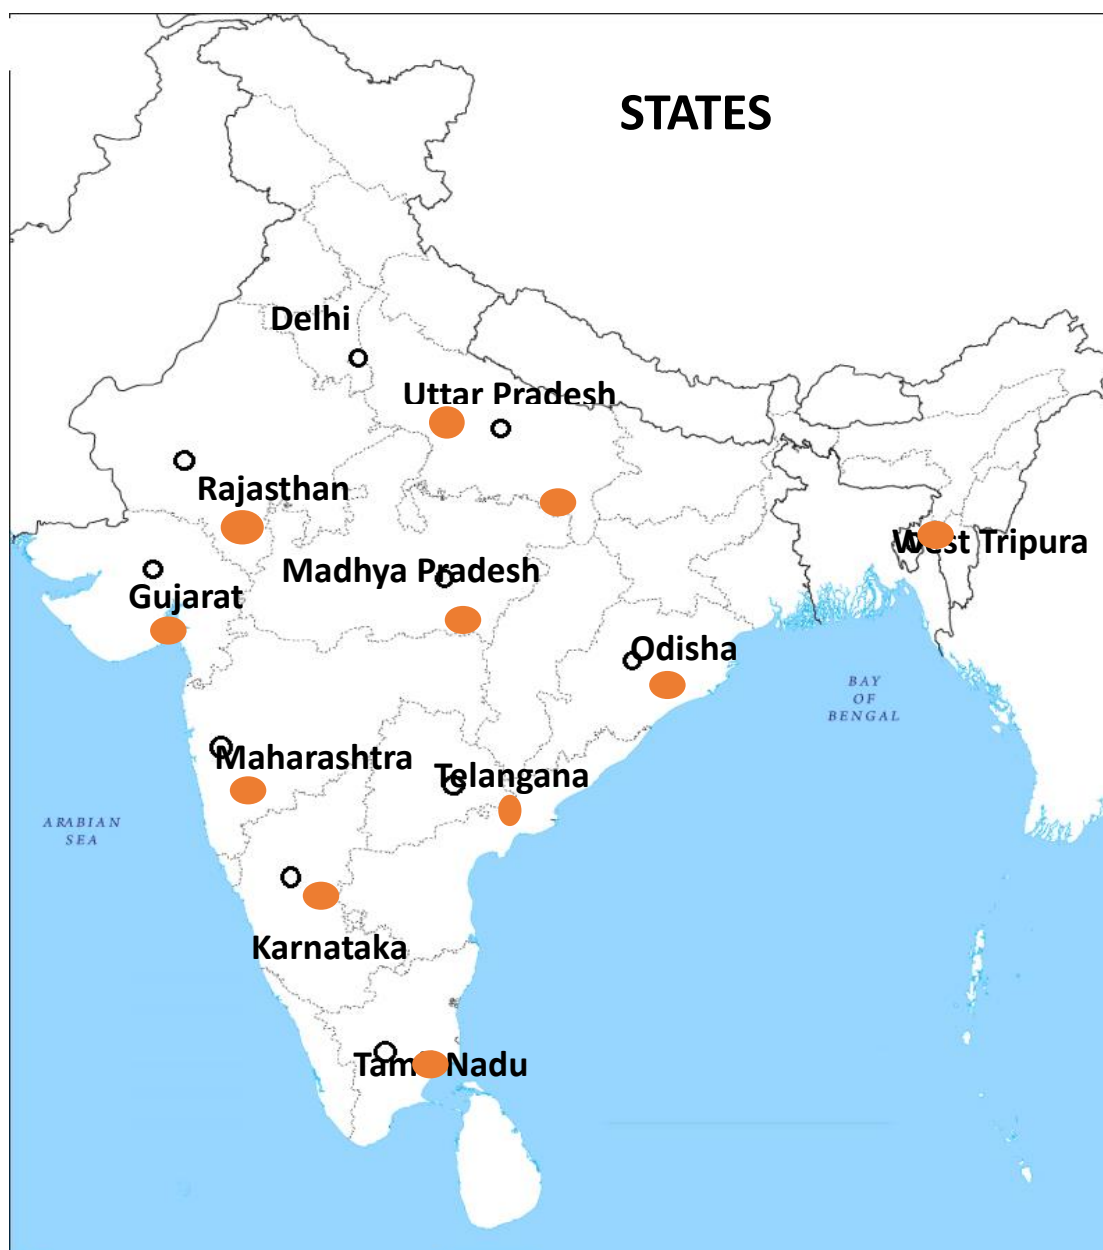 STATES
Delhi
Uttar Pradesh
Rajasthan
West Tripura
Madhya Pradesh
Gujarat
Odisha
BAY
OF
BENGAL
Maharashtra
Telangana
ARABIAN
SEA
Karnataka
Tamil Nadu